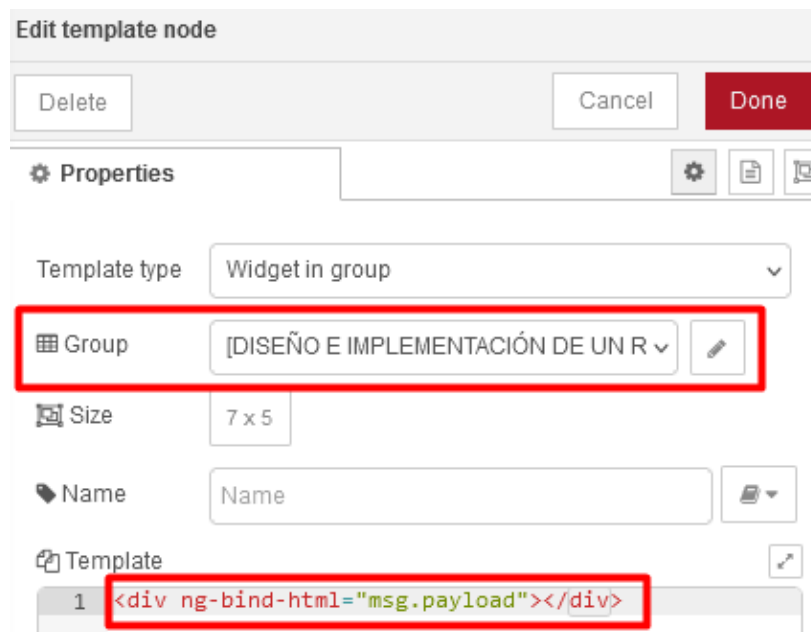 Edit template node
Delete Cancel Done
Properties
Template type Widget in group
Group [DISEÑO E IMPLEMENTACIÓN DE UN R
Size 7 x 5
Name Name
Template
1 <div ng-bind-html="msg.payload"></div>